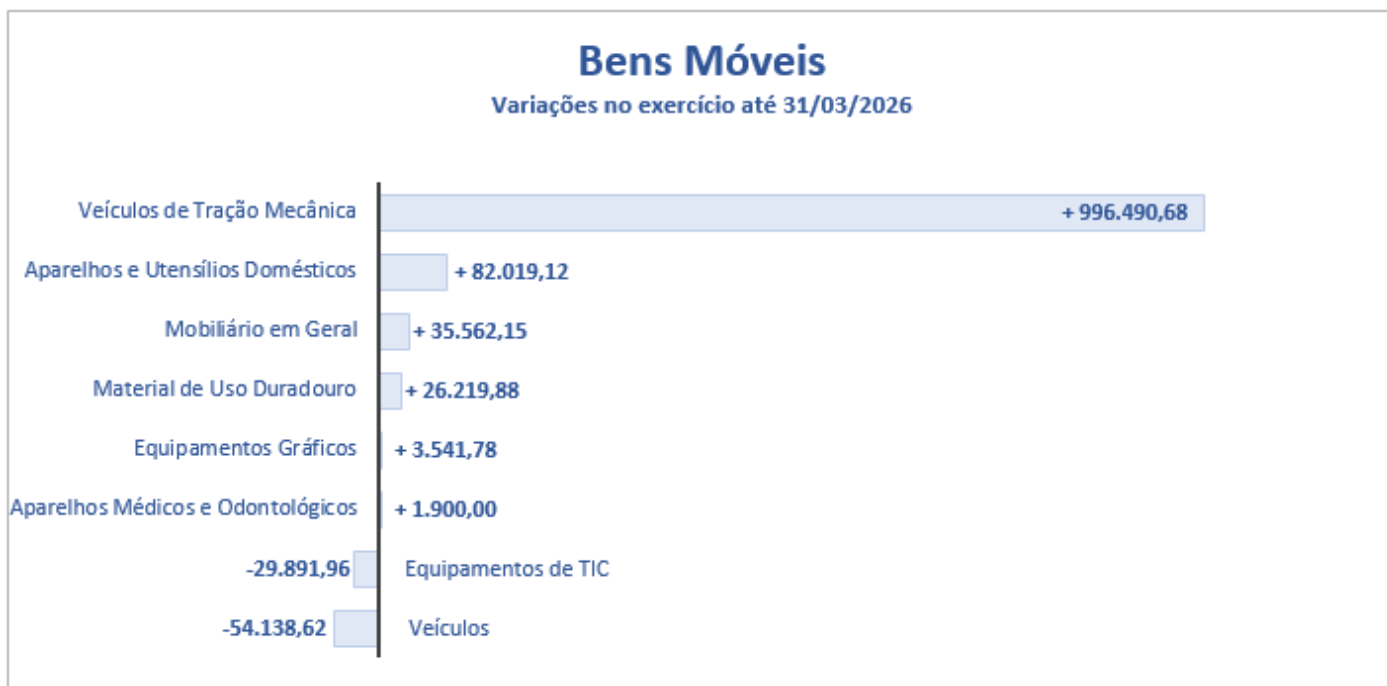 Bens Móveis
Variações no exercício até 31/03/2026
Veículos de Tração Mecânica + 996.490,68
Aparelhos e Utensílios Domésticos + 82.019,12
Mobiliário em Geral + 35.562,15
Material de Uso Duradouro + 26.219,88
Equipamentos Gráficos + 3.541,78
Aparelhos Médicos e Odontológicos + 1.900,00
-29.891,96 Equipamentos de TIC
-54.138,62 Veículos